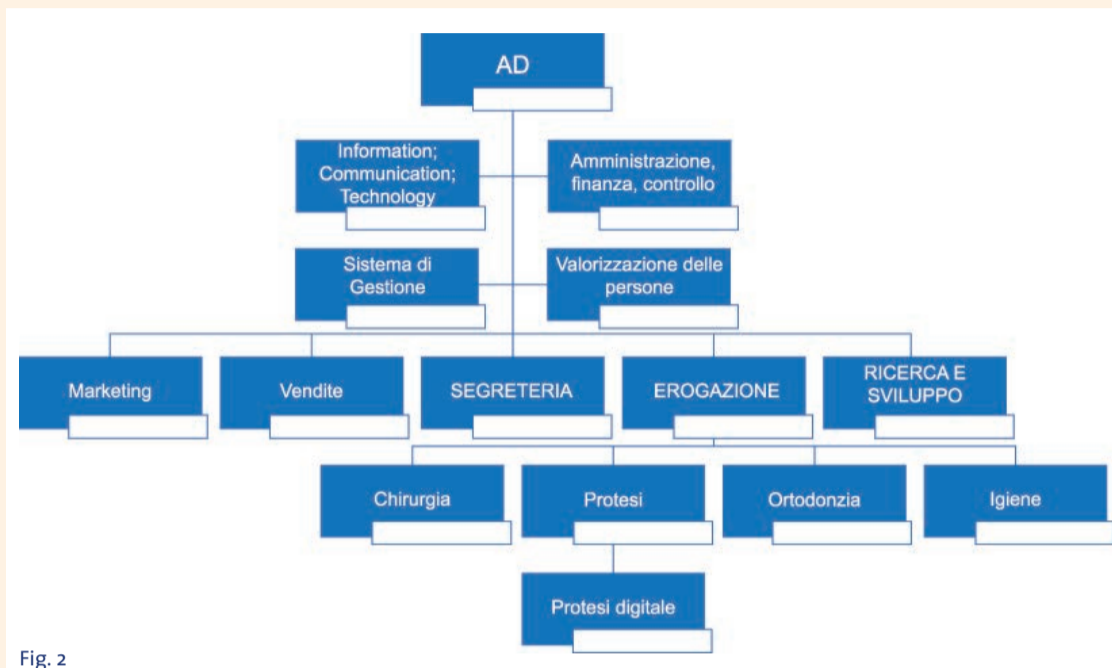 AD
Information;
Communication;
Technology
Amministrazione,
finanza, controllo
Sistema di
Gestione
Valorizzazione delle
persone
Marketing
Vendite
SEGRETERIA
EROGAZIONE
RICERCA E
SVILUPPO
Chirurgia
Protesi
Ortodonzia
Igiene
Protesi digitale
Fig. 2